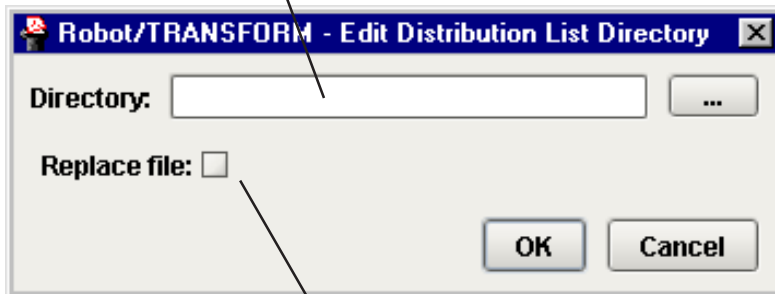 Robot/TRANSFORM - Edit Distribution List Directory
Directory: ...
Replace file:
OK Cancel